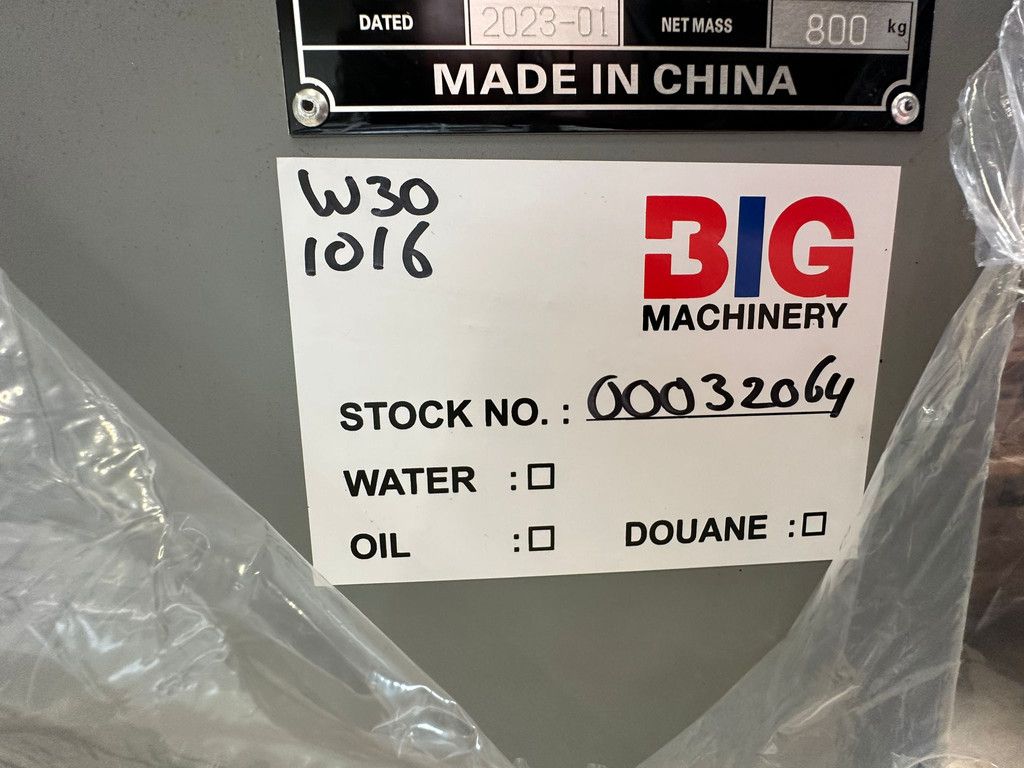 DATED 2023-01 NET MASS 800 kg
MADE IN CHINA
W30
1016
BIG
MACHINERY
STOCK NO. : 00032064
WATER :☐
OIL :☐ DOUANE :☐